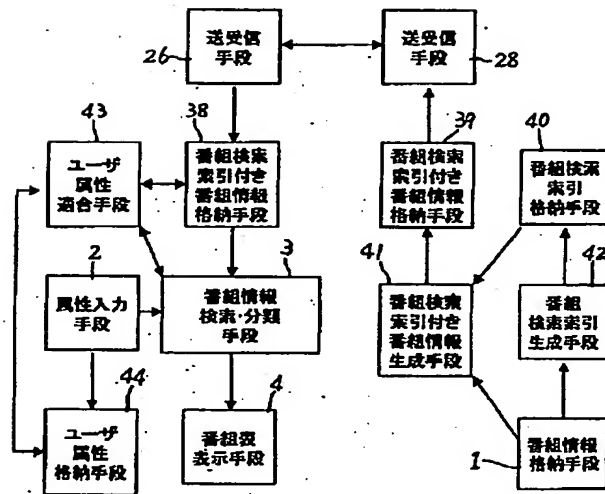 送受信
手段
26
送受信
手段
28
43
ユーザ
属性
適合手段
38
番組検索
索引付き
番組情報
格納手段
39
番組検索
索引付き
番組情報
格納手段
40
番組検索
索引
格納手段
2
属性入力
手段
3
番組情報
検索・分類
手段
41
番組検索
索引付き
番組情報
生成手段
42
番組
検索索引
生成手段
44
ユーザ
属性
格納手段
4
番組表
表示手段
1
番組情報
格納手段